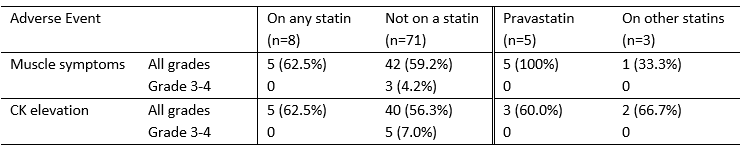 Adverse Event On any statin (n=8) Not on a statin (n=71) Pravastatin (n=5) On other statins (n=3)
Muscle symptoms All grades 5 (62.5%) 42 (59.2%) 5 (100%) 1 (33.3%)
Grade 3-4 0 3 (4.2%) 0 0
CK elevation All grades 5 (62.5%) 40 (56.3%) 3 (60.0%) 2 (66.7%)
Grade 3-4 0 5 (7.0%) 0 0